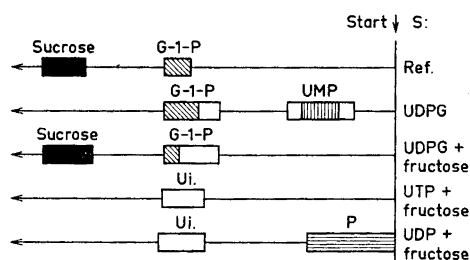 Start S:
Sucrose G-1-P
Ref.
G-1-P UMP
UDPG
Sucrose G-1-P
UDPG +
fructose
Ui.
UTP +
fructose
Ui. P
UDP +
fructose